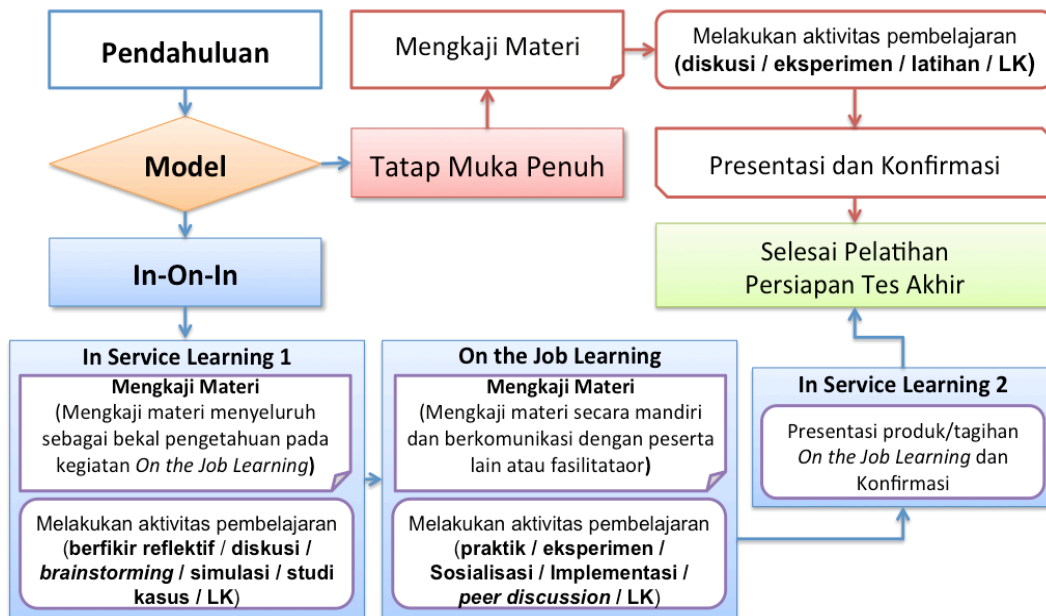 Pendahuluan
Model
Tatap Muka Penuh
Mengkaji Materi
Melakukan aktivitas pembelajaran
(diskusi / eksperimen / latihan / LK)
Presentasi dan Konfirmasi
Selesai Pelatihan
Persiapan Tes Akhir
In-On-In
In Service Learning 1
Mengkaji Materi
(Mengkaji materi menyeluruh
sebagai bekal pengetahuan pada
kegiatan On the Job Learning)
Melakukan aktivitas pembelajaran
(berfikir reflektif / diskusi /
brainstorming / simulasi / studi
kasus / LK)
On the Job Learning
Mengkaji Materi
(Mengkaji materi secara mandiri
dan berkomunikasi dengan peserta
lain atau fasilitataor)
Melakukan aktivitas pembelajaran
(praktik / eksperimen /
Sosialisasi / Implementasi /
peer discussion / LK)
In Service Learning 2
Presentasi produk/tagihan
On the Job Learning dan
Konfirmasi